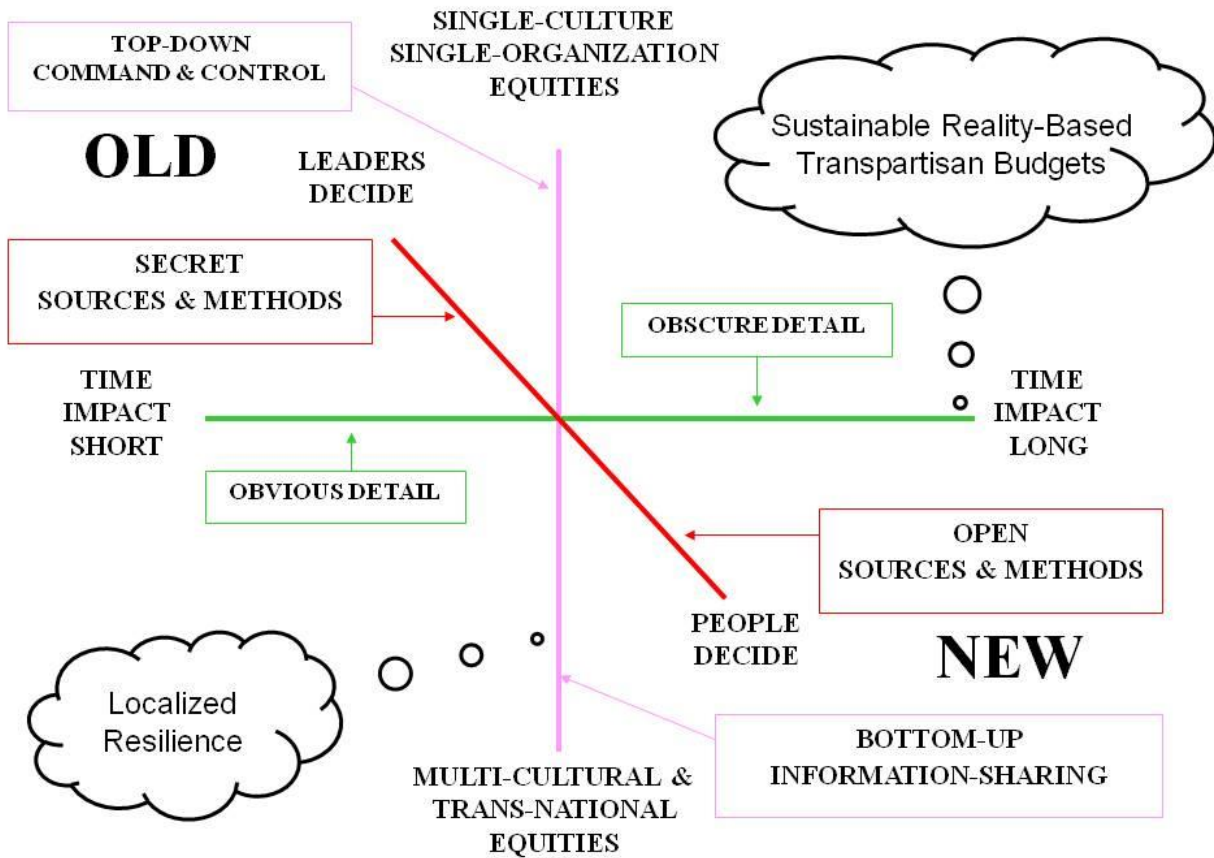 TOP-DOWN
COMMAND & CONTROL
SINGLE-CULTURE
SINGLE-ORGANIZATION
EQUITIES
Sustainable Reality-Based
Transpartisan Budgets
OLD
LEADERS
DECIDE
SECRET
SOURCES & METHODS
OBSCURE DETAIL
TIME
IMPACT
SHORT
TIME
IMPACT
LONG
OBVIOUS DETAIL
OPEN
SOURCES & METHODS
PEOPLE
DECIDE
NEW
Localized
Resilience
BOTTOM-UP
INFORMATION-SHARING
MULTI-CULTURAL &
TRANS-NATIONAL
EQUITIES